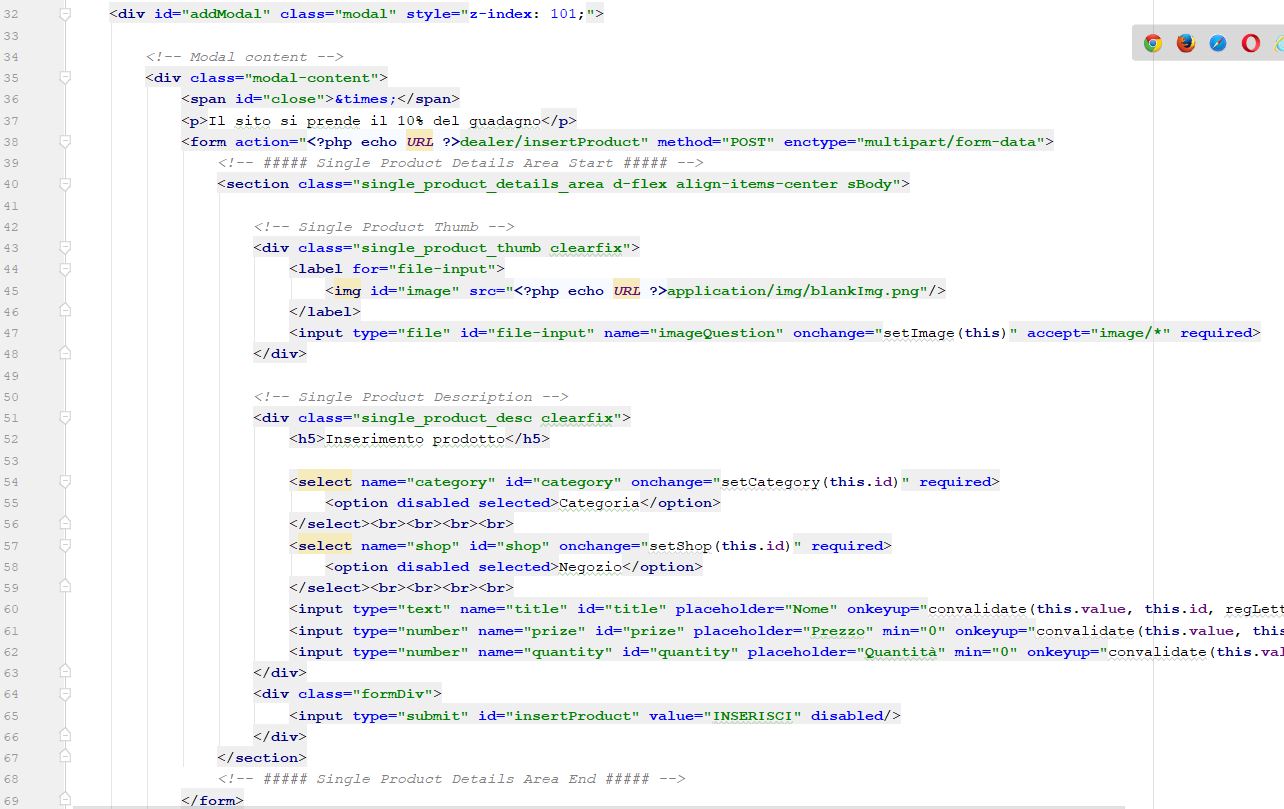 32 <div id="addModal" class="modal" style="z-index: 101;">
33
34 <!-- Modal content -->
35 <div class="modal-content">
36 <span id="close">&times;</span>
37 <p>Il sito si prende il 10% del guadagno</p>
38 <form action="<?php echo URL ?>dealer/insertProduct" method="POST" enctype="multipart/form-data">
39 <!-- ##### Single Product Details Area Start ##### -->
40 <section class="single_product_details_area d-flex align-items-center sBody">
41
42 <!-- Single Product Thumb -->
43 <div class="single_product_thumb clearfix">
44 <label for="file-input">
45 <img id="image" src="<?php echo URL ?>application/img/blankImg.png"/>
46 </label>
47 <input type="file" id="file-input" name="imageQuestion" onchange="setImage(this)" accept="image/*" required>
48 </div>
49
50 <!-- Single Product Description -->
51 <div class="single_product_desc clearfix">
52 <h5>Inserimento prodotto</h5>
53
54 <select name="category" id="category" onchange="setCategory(this.id)" required>
55 <option disabled selected>Categoria</option>
56 </select><br><br><br><br>
57 <select name="shop" id="shop" onchange="setShop(this.id)" required>
58 <option disabled selected>Negozio</option>
59 </select><br><br><br><br>
60 <input type="text" name="title" id="title" placeholder="Nome" onkeyup="convalidate(this.value, this.id, regLett
61 <input type="number" name="prize" id="prize" placeholder="Prezzo" min="0" onkeyup="convalidate(this.value, this
62 <input type="number" name="quantity" id="quantity" placeholder="Quantità" min="0" onkeyup="convalidate(this.val
63 </div>
64 <div class="formDiv">
65 <input type="submit" id="insertProduct" value="INSERISCI" disabled/>
66 </div>
67 </section>
68 <!-- ##### Single Product Details Area End ##### -->
69 </form>